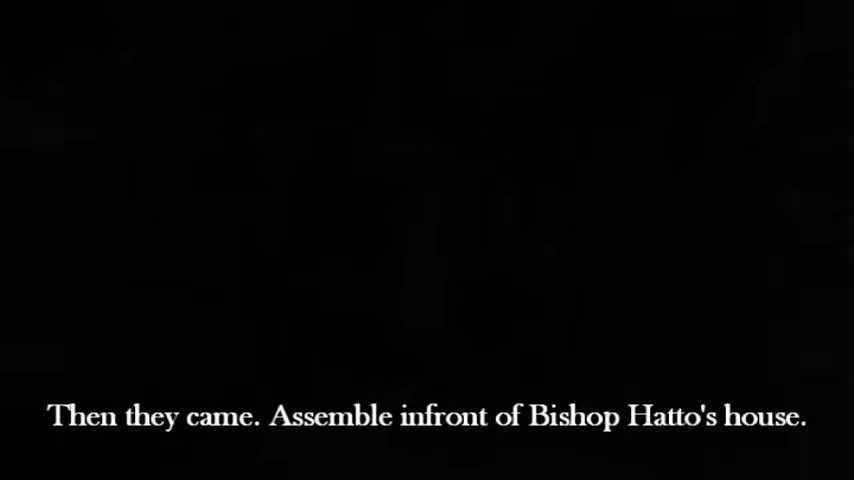 Then they came. Assemble infront of Bishop Hatto's house.